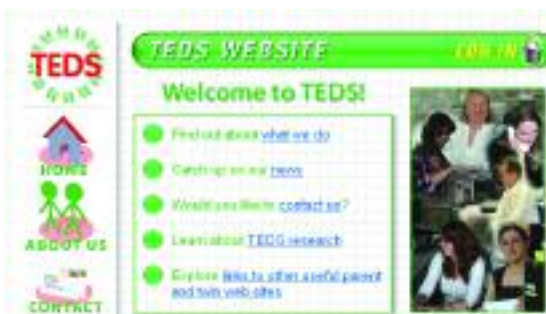 TEDS
TEDS WEBSITE
LOG IN
Welcome to TEDS!
Find out about what we do
Catch up on our news
Would you like to contact us?
Learn about TEDS research
Explore links to other useful parent
and twin web sites
HOME
ABOUT US
CONTACT